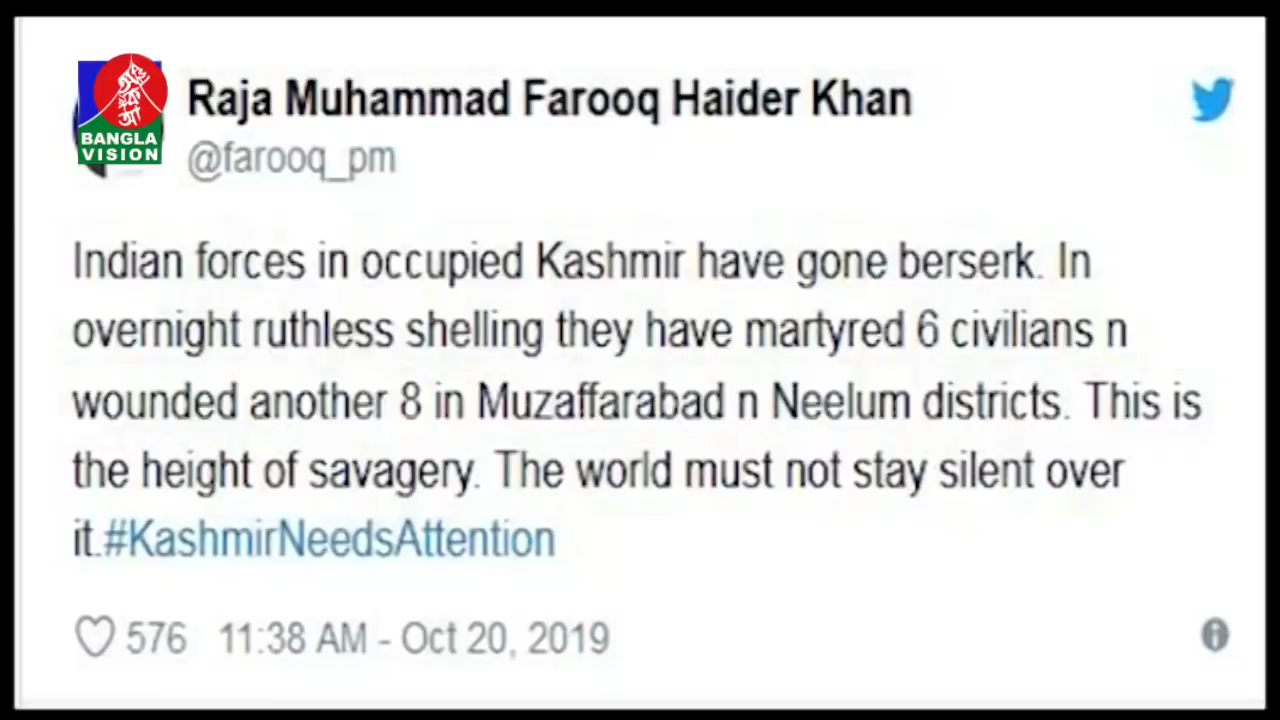 BANGLA
VISION
Raja Muhammad Farooq Haider Khan
@farooq_pm
Indian forces in occupied Kashmir have gone berserk. In
overnight ruthless shelling they have martyred 6 civilians n
wounded another 8 in Muzaffarabad n Neelum districts. This is
the height of savagery. The world must not stay silent over
it.#KashmirNeedsAttention
576 11:38 AM - Oct 20, 2019